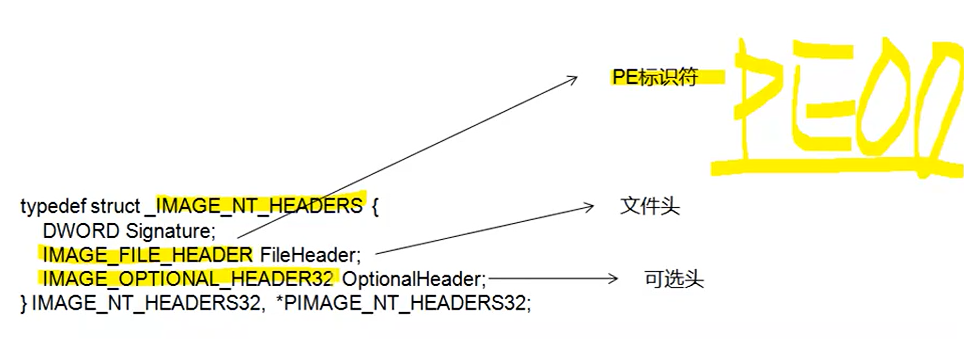 PE标识符
PE00
typedef struct _IMAGE_NT_HEADERS {
DWORD Signature;
文件头
IMAGE_FILE_HEADER FileHeader;
IMAGE_OPTIONAL_HEADER32 OptionalHeader;
可选头
} IMAGE_NT_HEADERS32, *PIMAGE_NT_HEADERS32;